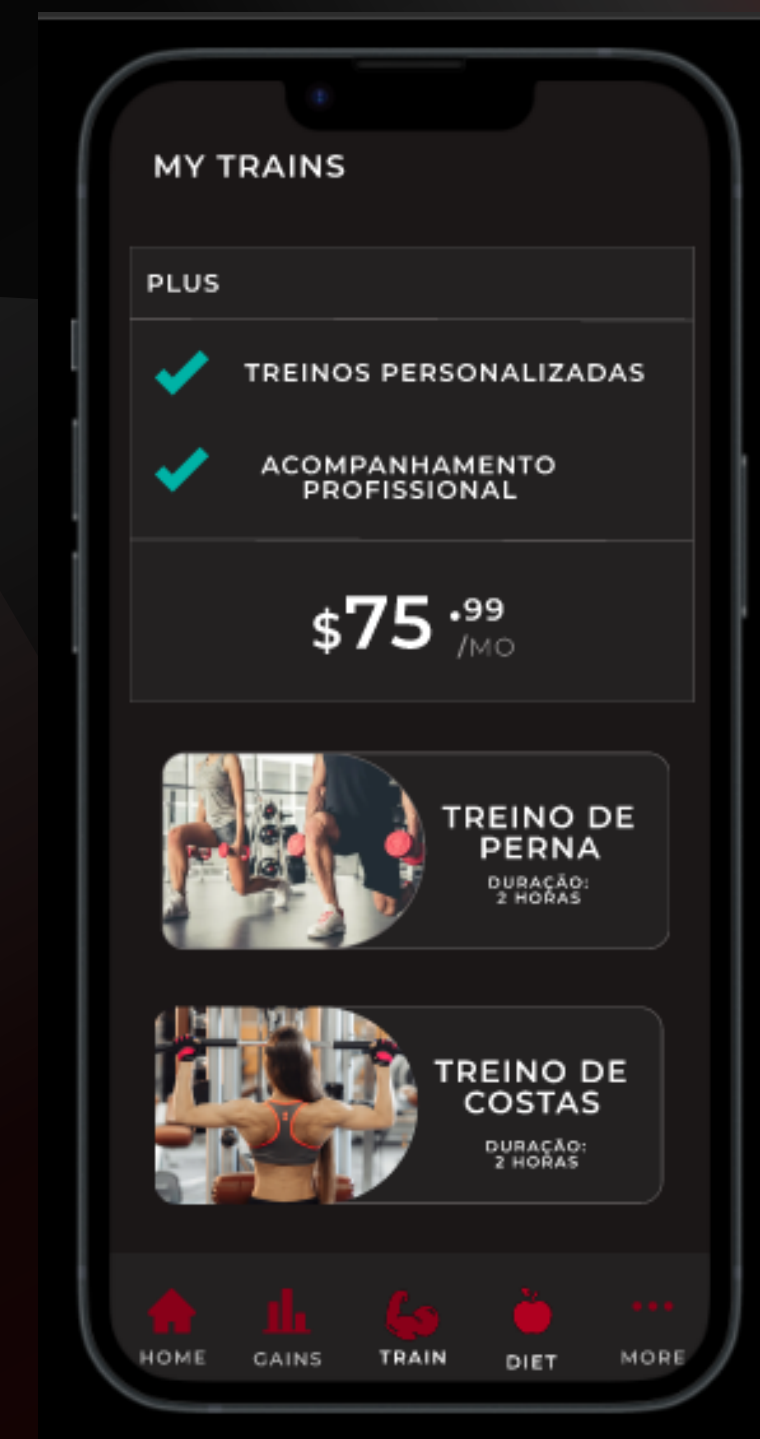 MY TRAINS
PLUS
TREINOS PERSONALIZADAS
ACOMPANHAMENTO
PROFISSIONAL
$75 .99
/MO
TREINO DE
PERNA
DURAÇÃO:
2 HORAS
TREINO DE
COSTAS
DURAÇÃO:
2 HORAS
HOME GAINS TRAIN DIET MORE